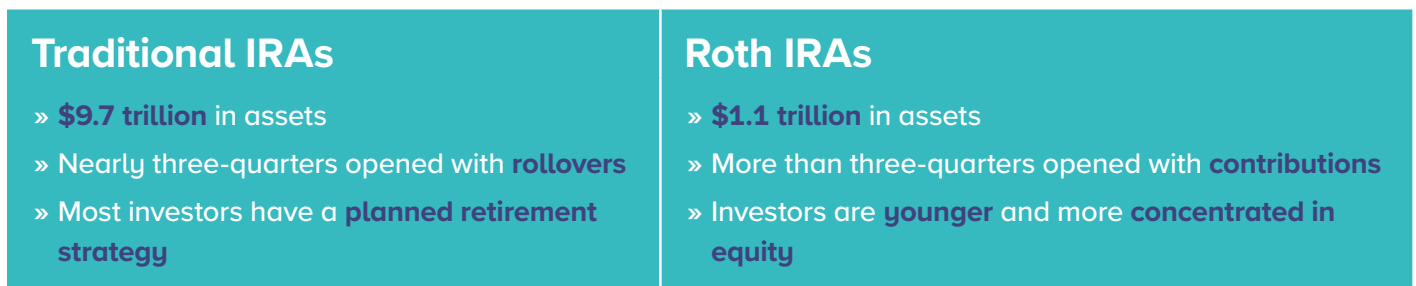 Traditional IRAs
» $9.7 trillion in assets
» Nearly three-quarters opened with rollovers
» Most investors have a planned retirement
strategy
Roth IRAs
» $1.1 trillion in assets
» More than three-quarters opened with contributions
» Investors are younger and more concentrated in
equity